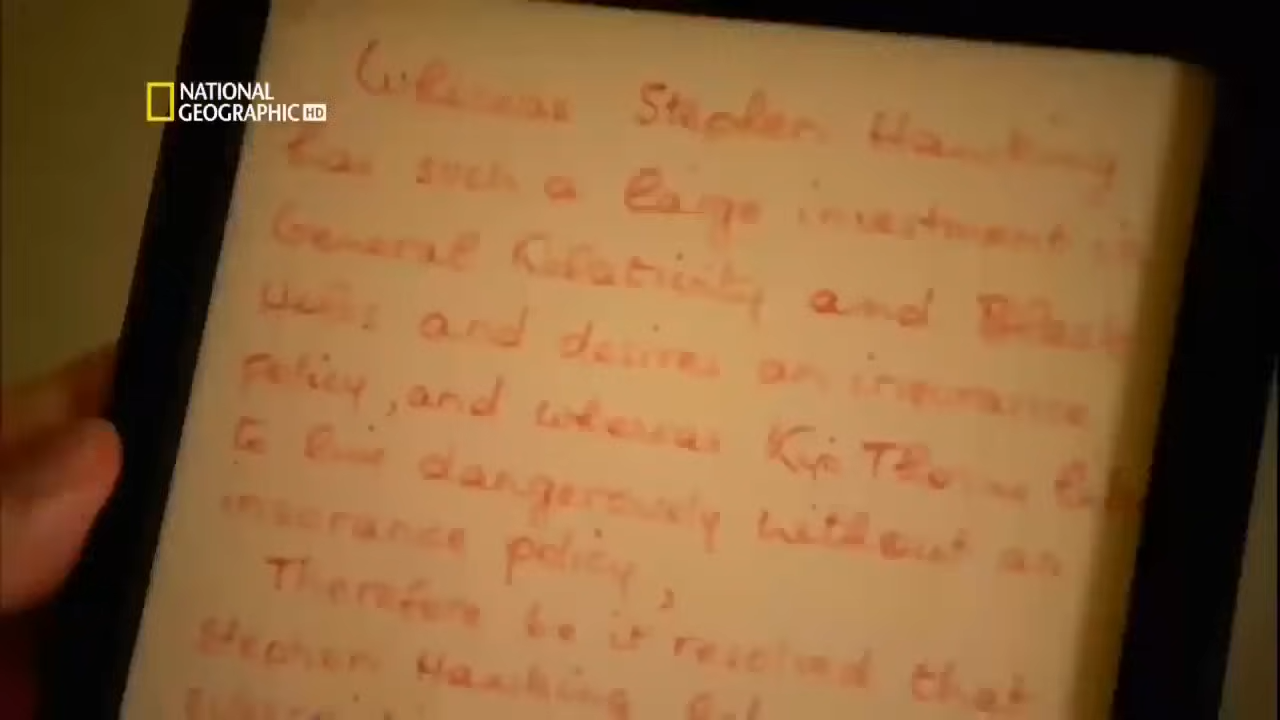 NATIONAL
GEOGRAPHIC HD
Whereas Stephen Hawking
has such a large investment in
General Relativity and Black
Holes and desires an insurance
policy, and whereas Kip Thorne
to live dangerously without an
insurance policy,
Therefore be it resolved that
Stephen Hawking